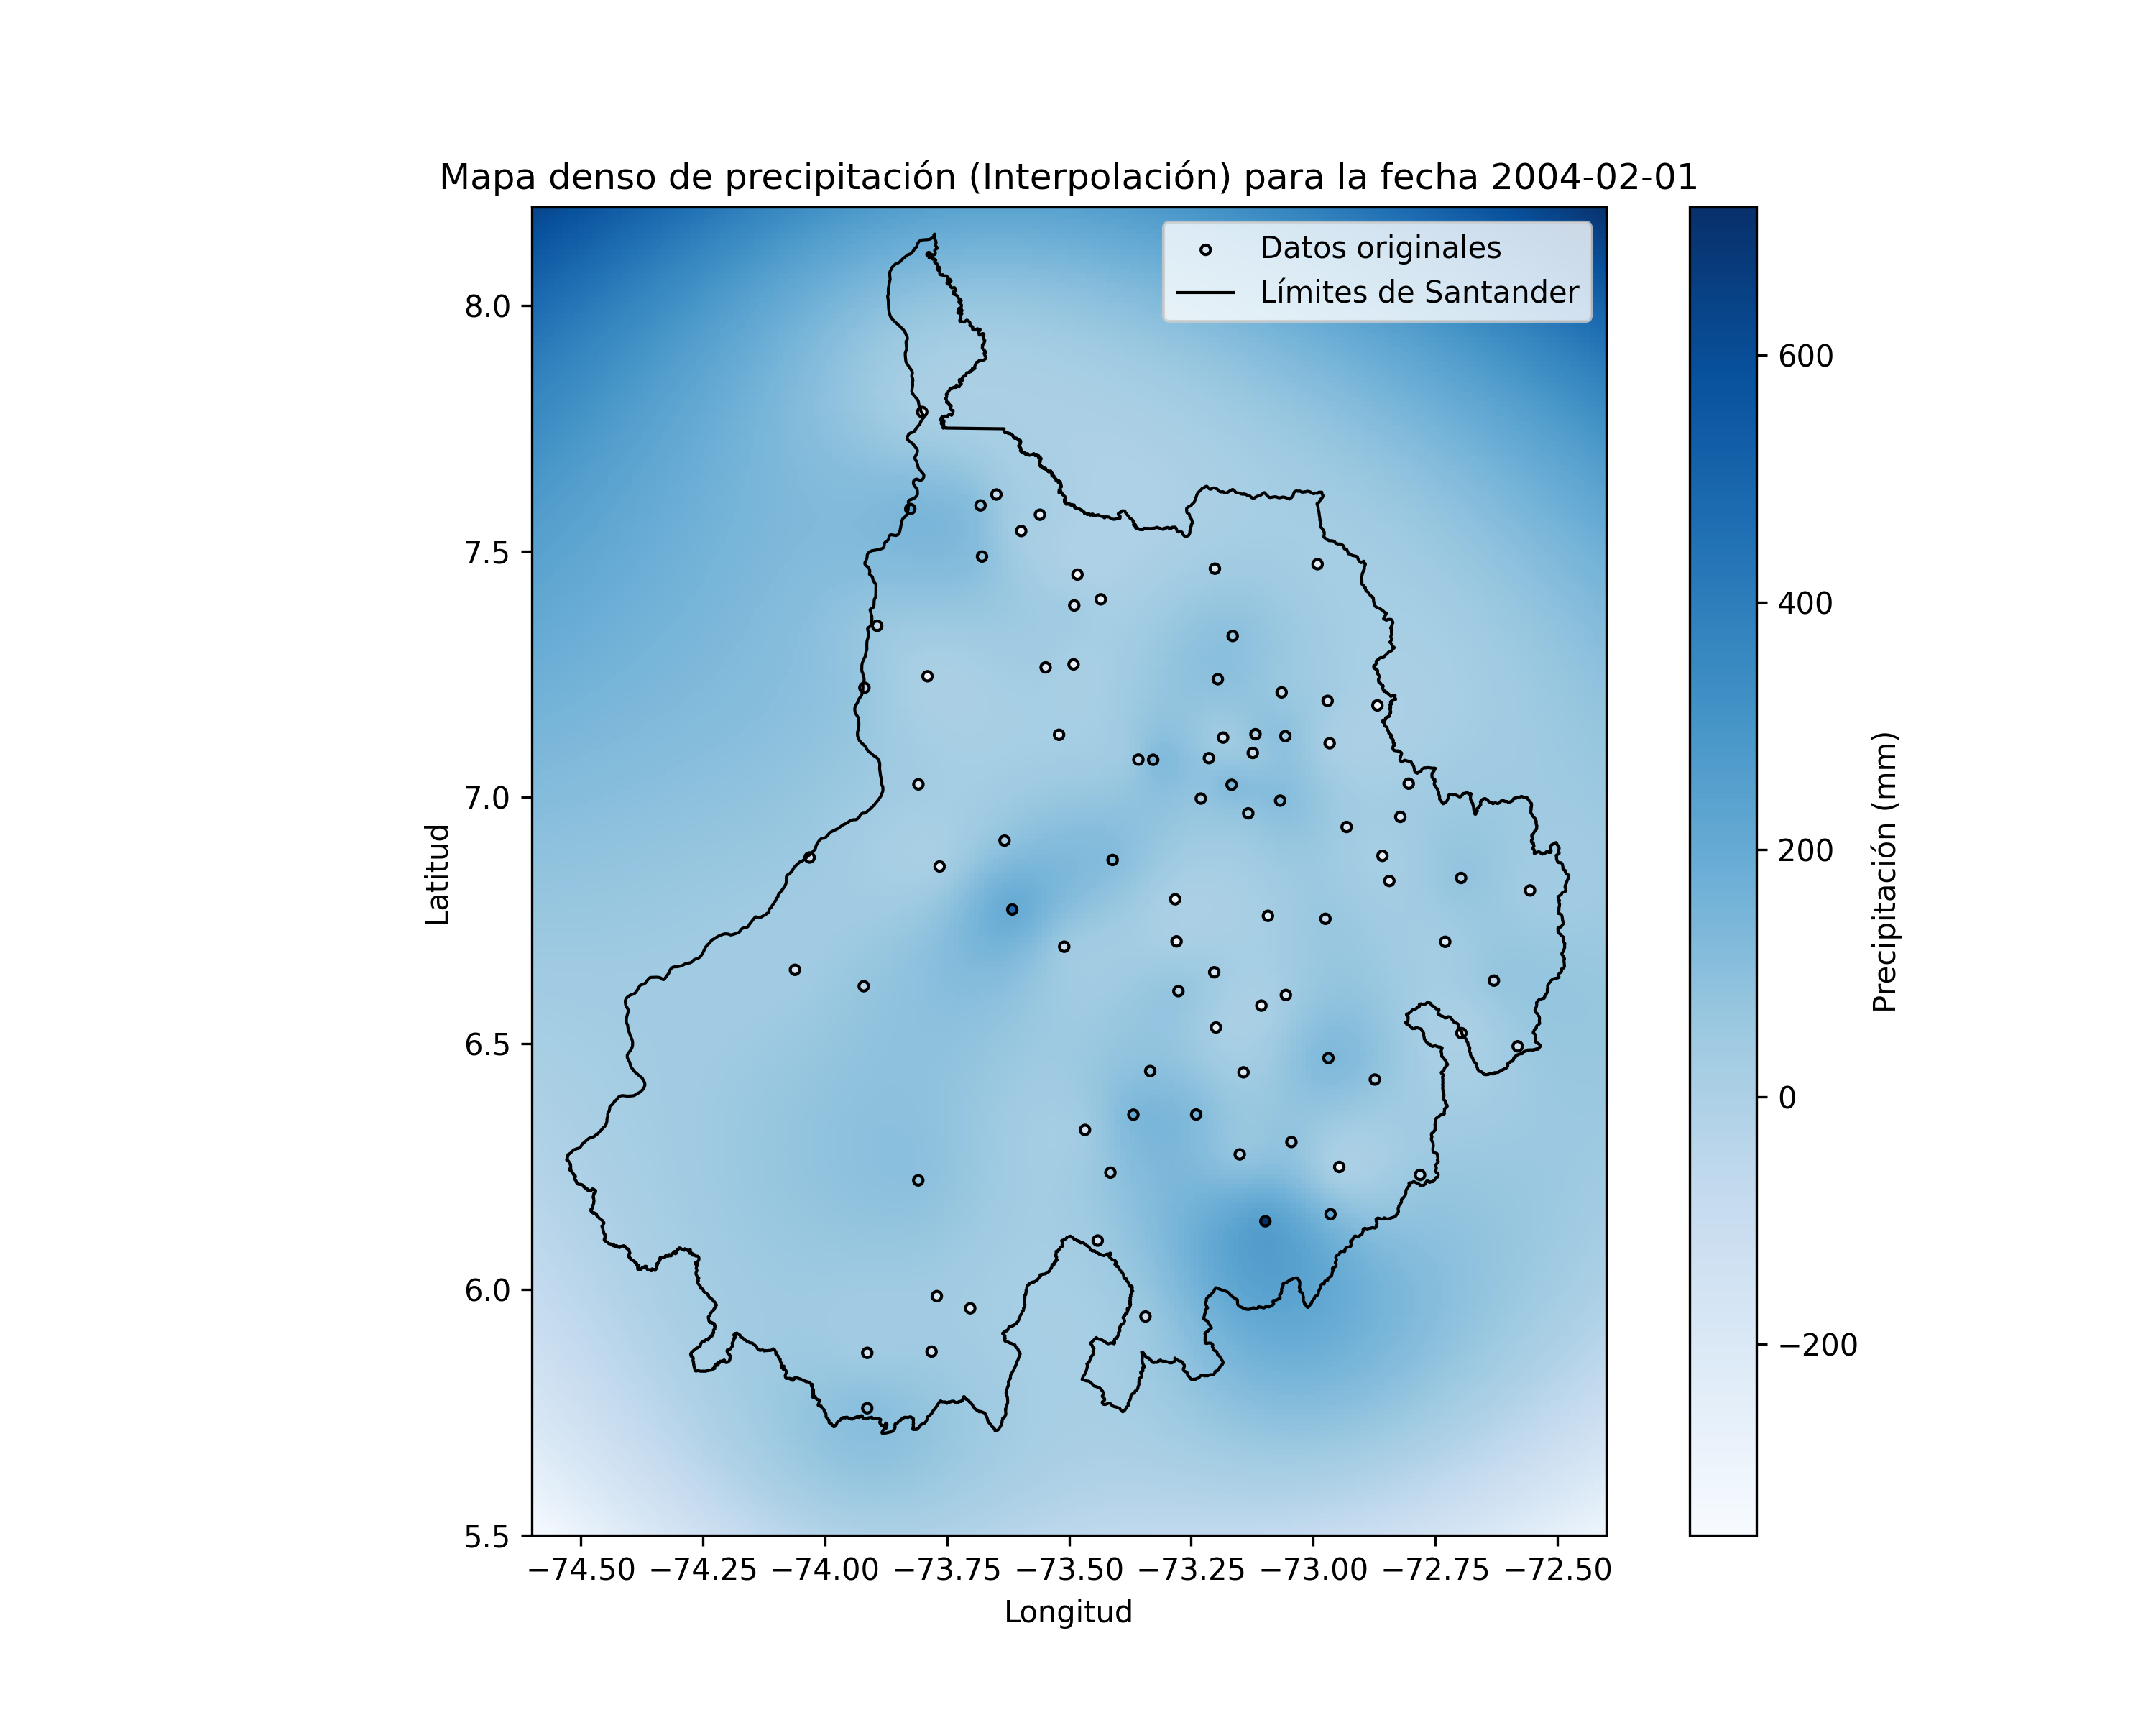 Mapa denso de precipitación (Interpolación) para la fecha 2004-02-01
Datos originales
Límites de Santander
8.0
7.5
7.0
6.5
6.0
5.5
Latitud
−74.50 −74.25 −74.00 −73.75 −73.50 −73.25 −73.00 −72.75 −72.50
Longitud
600
400
200
0
−200
Precipitación (mm)